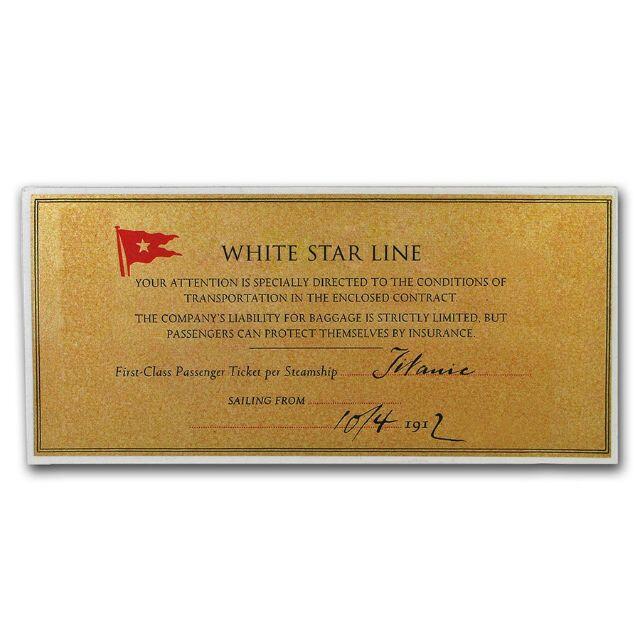 WHITE STAR LINE
YOUR ATTENTION IS SPECIALLY DIRECTED TO THE CONDITIONS OF
TRANSPORTATION IN THE ENCLOSED CONTRACT.
THE COMPANY'S LIABILITY FOR BAGGAGE IS STRICTLY LIMITED, BUT
PASSENGERS CAN PROTECT THEMSELVES BY INSURANCE.
First-Class Passenger Ticket per Steamship Titanic
SAILING FROM
10/4 1912